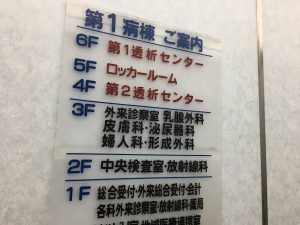 第1病棟 ご案内
6F 第1透析センター
5F ロッカールーム
4F 第2透析センター
3F 外来診察室 乳腺外科
皮膚科・泌尿器科
婦人科・形成外科
2F 中央検査室・放射線科
1F 総合受付・外来総合受付・会計
各科外来診察室・放射線科・薬局